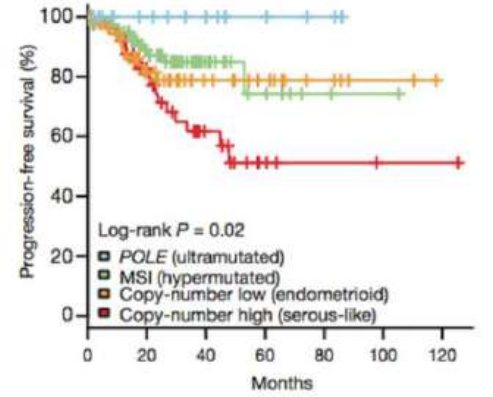 Progression-free survival (%)
100
80
60
40
20
0
Log-rank P = 0.02
POLE (ultramutated)
MSI (hypermutated)
Copy-number low (endometrioid)
Copy-number high (serous-like)
0 20 40 60 80 100 120
Months